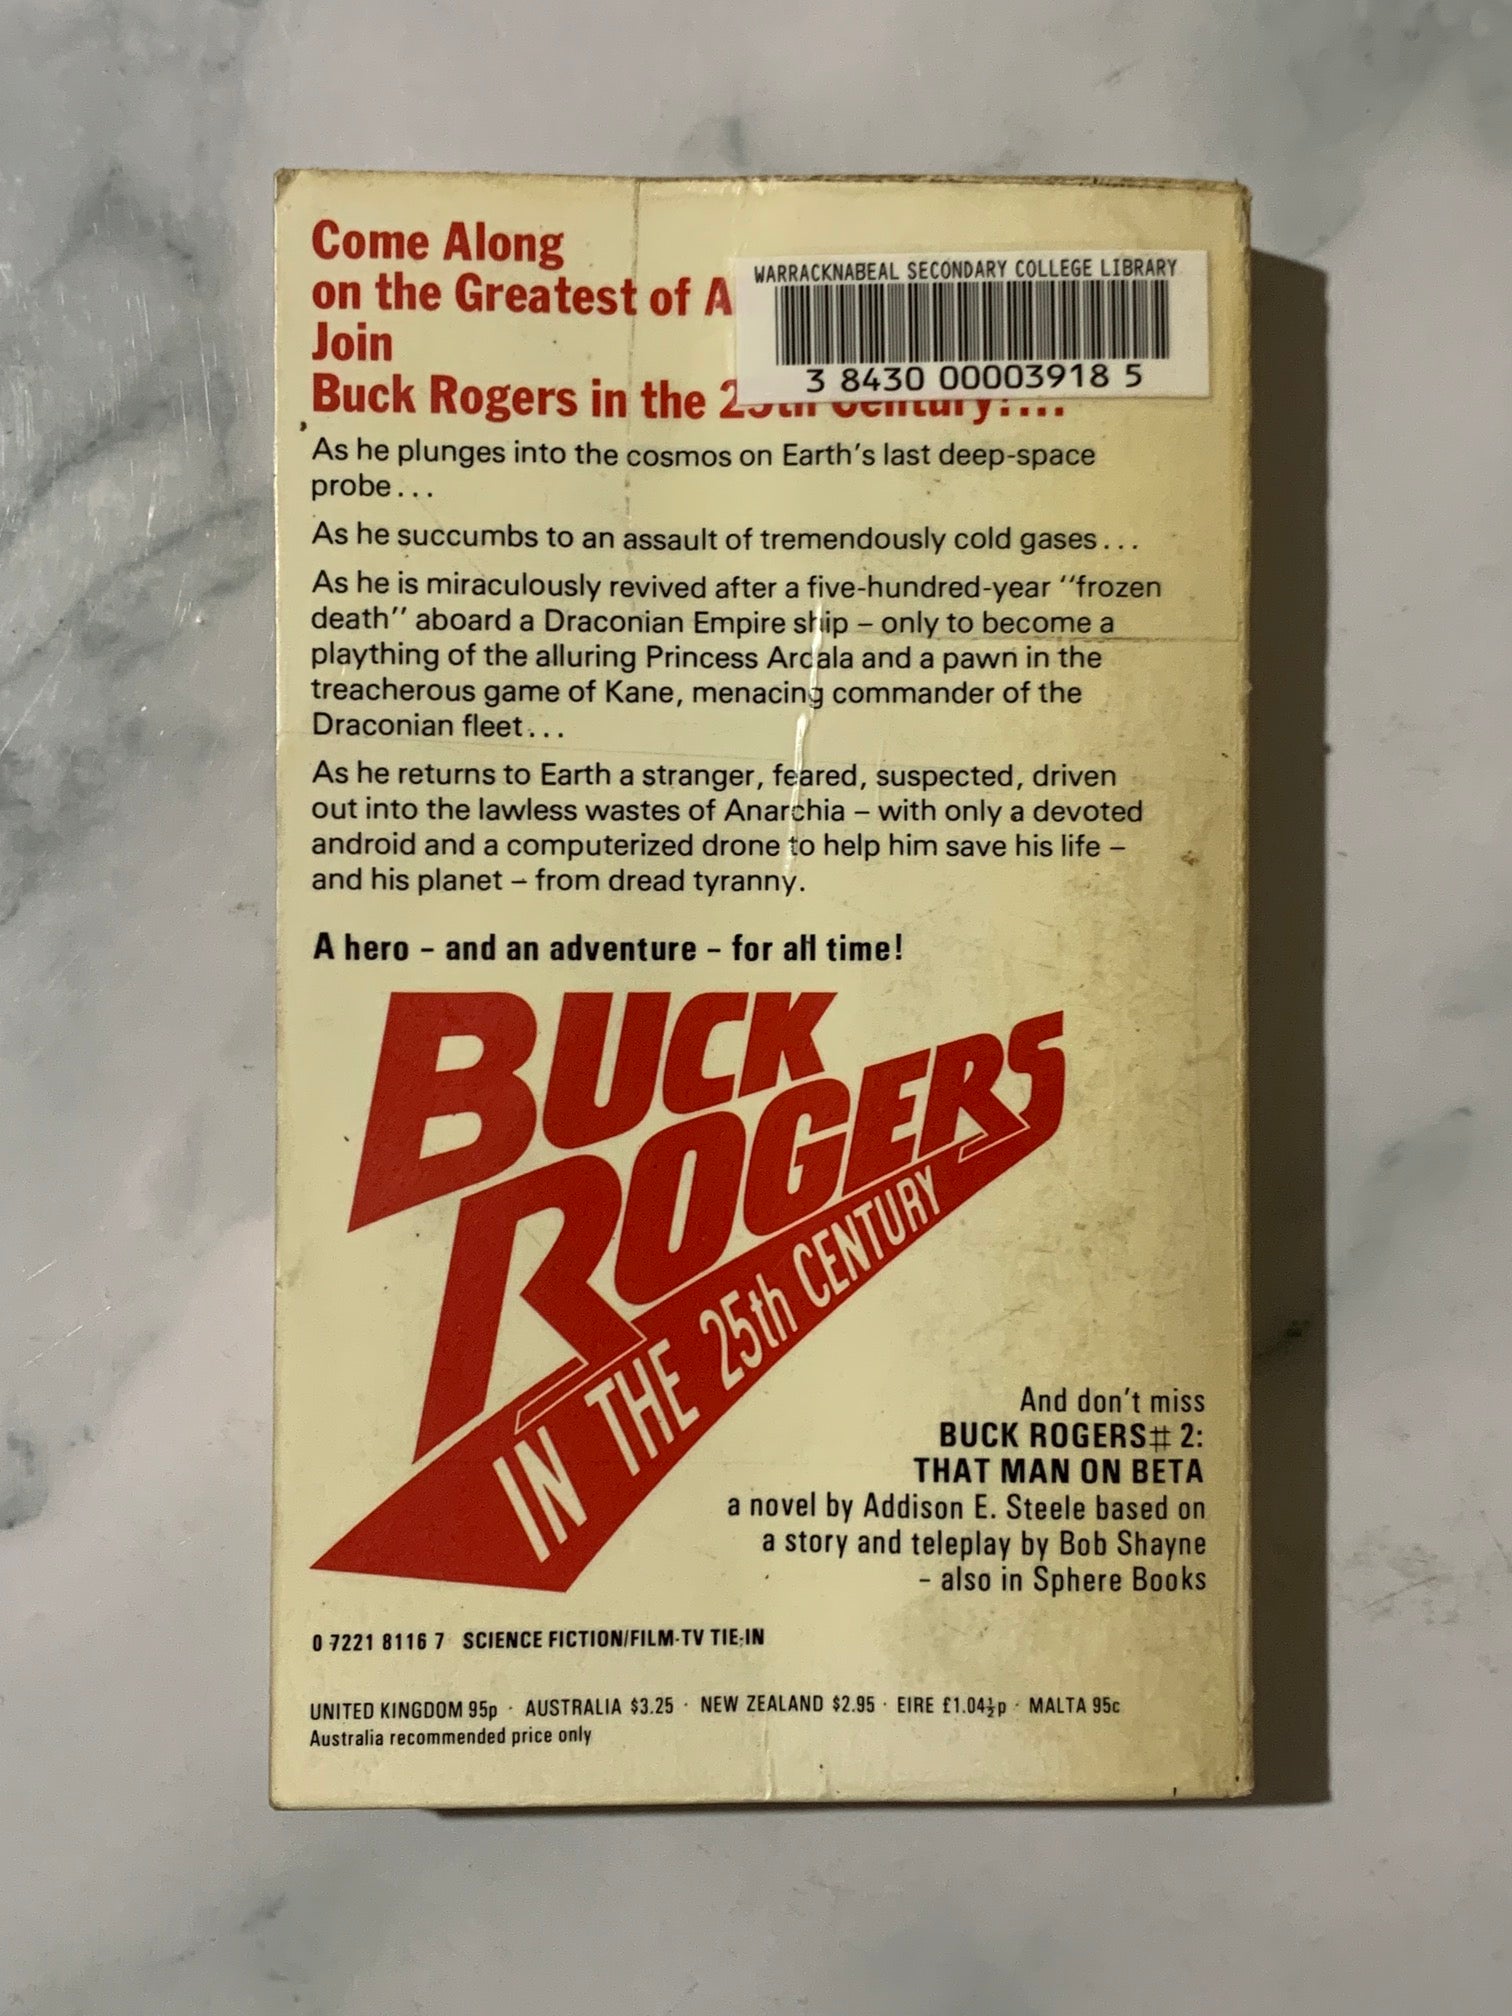 Come Along
on the Greatest of A
Join
Buck Rogers in the 25th Century!...
WARRACKNABEAL SECONDARY COLLEGE LIBRARY
3 8430 00003918 5
As he plunges into the cosmos on Earth's last deep-space
probe...
As he succumbs to an assault of tremendously cold gases...
As he is miraculously revived after a five-hundred-year "frozen
death" aboard a Draconian Empire ship – only to become a
plaything of the alluring Princess Ardala and a pawn in the
treacherous game of Kane, menacing commander of the
Draconian fleet...
As he returns to Earth a stranger, feared, suspected, driven
out into the lawless wastes of Anarchia – with only a devoted
android and a computerized drone to help him save his life –
and his planet – from dread tyranny.
A hero – and an adventure – for all time!
BUCK
ROGERS
IN THE 25th CENTURY
And don't miss
BUCK ROGERS# 2:
THAT MAN ON BETA
a novel by Addison E. Steele based on
a story and teleplay by Bob Shayne
– also in Sphere Books
0 7221 8116 7 SCIENCE FICTION/FILM-TV TIE-IN
UNITED KINGDOM 95p · AUSTRALIA $3.25 · NEW ZEALAND $2.95 · EIRE £1.04½p · MALTA 95c
Australia recommended price only